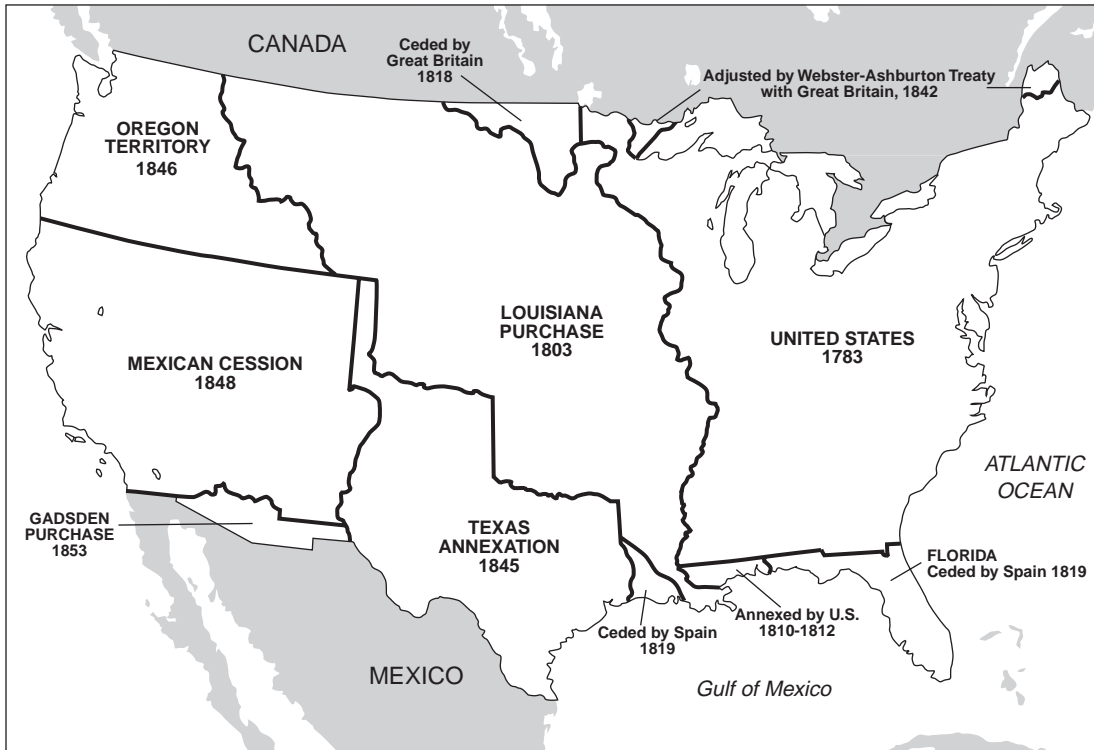 CANADA
Ceded by
Great Britain
1818
Adjusted by Webster-Ashburton Treaty
with Great Britain, 1842
OREGON
TERRITORY
1846
LOUISIANA
PURCHASE
1803
UNITED STATES
1783
MEXICAN CESSION
1848
ATLANTIC
OCEAN
GADSDEN
PURCHASE
1853
TEXAS
ANNEXATION
1845
FLORIDA
Ceded by Spain 1819
Annexed by U.S.
1810-1812
Ceded by Spain
1819
MEXICO
Gulf of Mexico